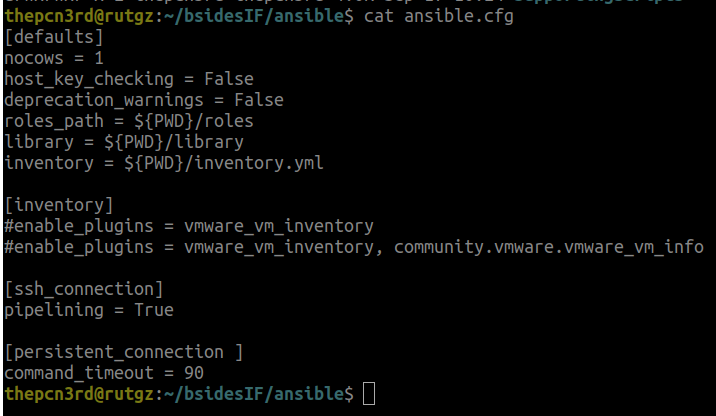 thepcn3rd@rutgz:~/bsidesIF/ansible$ cat ansible.cfg
[defaults]
nocows = 1
host_key_checking = False
deprecation_warnings = False
roles_path = ${PWD}/roles
library = ${PWD}/library
inventory = ${PWD}/inventory.yml
[inventory]
#enable_plugins = vmware_vm_inventory
#enable_plugins = vmware_vm_inventory, community.vmware.vmware_vm_info
[ssh_connection]
pipelining = True
[persistent_connection ]
command_timeout = 90
thepcn3rd@rutgz:~/bsidesIF/ansible$